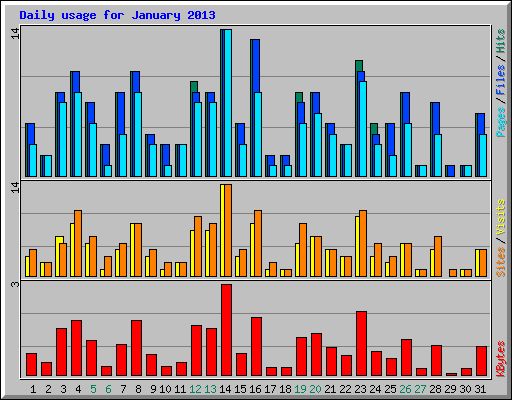 Daily usage for January 2013
14
Pages / Files / Hits
14
Sites / Visits
3
KBytes
1 2 3 4 5 6 7 8 9 10 11 12 13 14 15 16 17 18 19 20 21 22 23 24 25 26 27 28 29 30 31